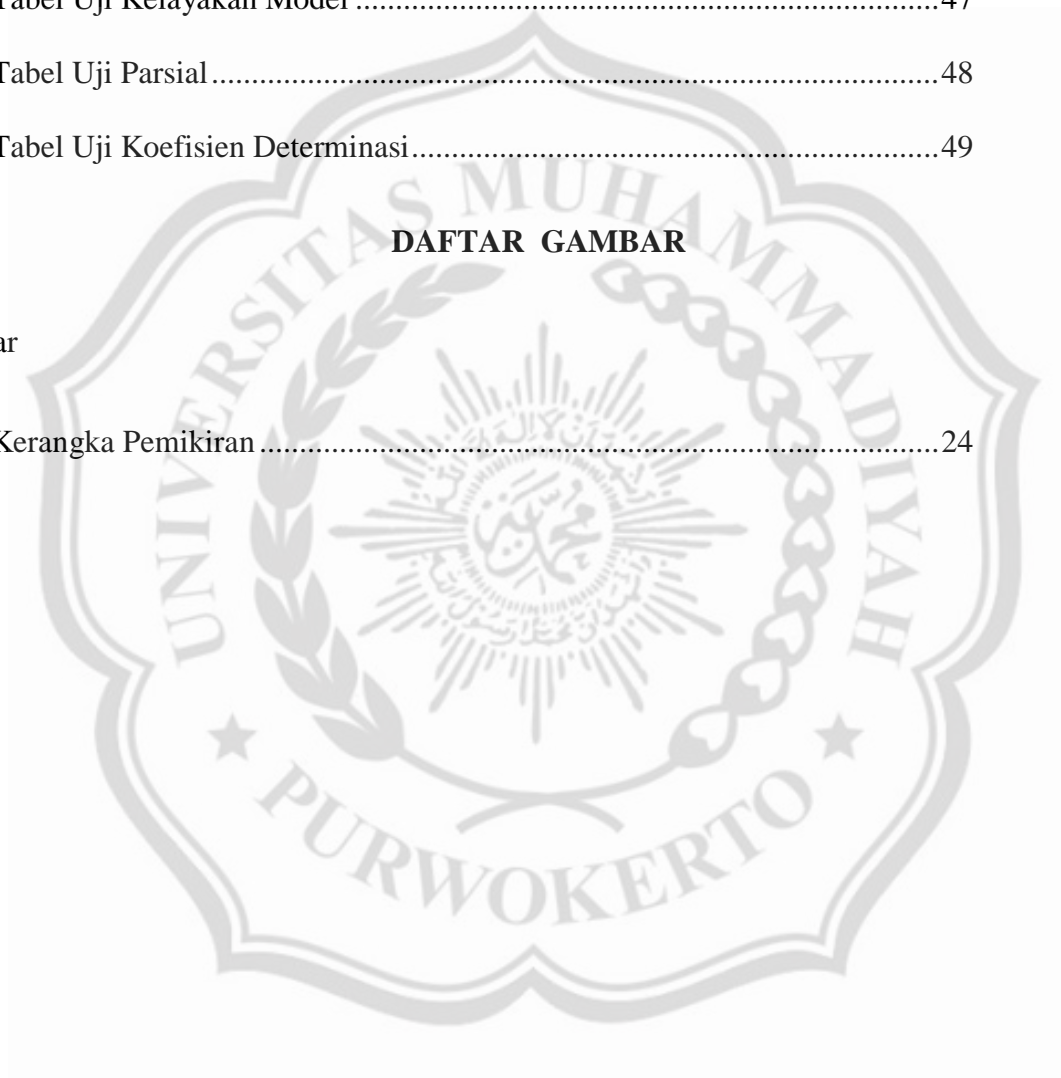 Tabel Uji Kelayakan Model....................................................................47
Tabel Uji Parsial.....................................................................................48
Tabel Uji Koefisien Determinasi.............................................................49
DAFTAR GAMBAR
ar
Kerangka Pemikiran...............................................................................24
UNIVERSITAS MUHAMMADIYAH
PURWOKERTO